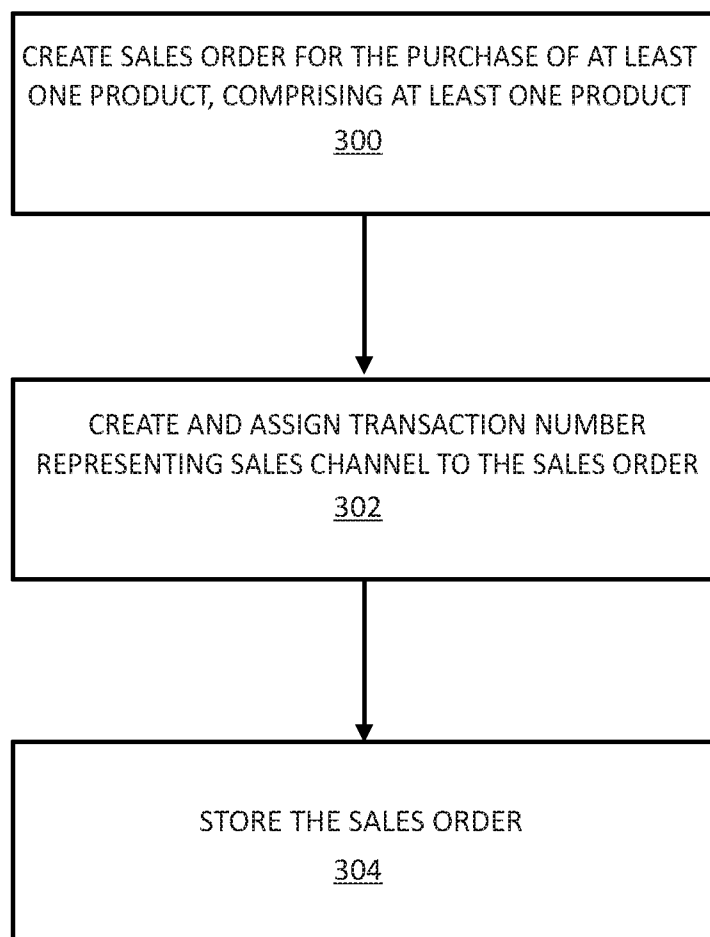 CREATE SALES ORDER FOR THE PURCHASE OF AT LEAST
ONE PRODUCT, COMPRISING AT LEAST ONE PRODUCT
300
CREATE AND ASSIGN TRANSACTION NUMBER
REPRESENTING SALES CHANNEL TO THE SALES ORDER
302
STORE THE SALES ORDER
304